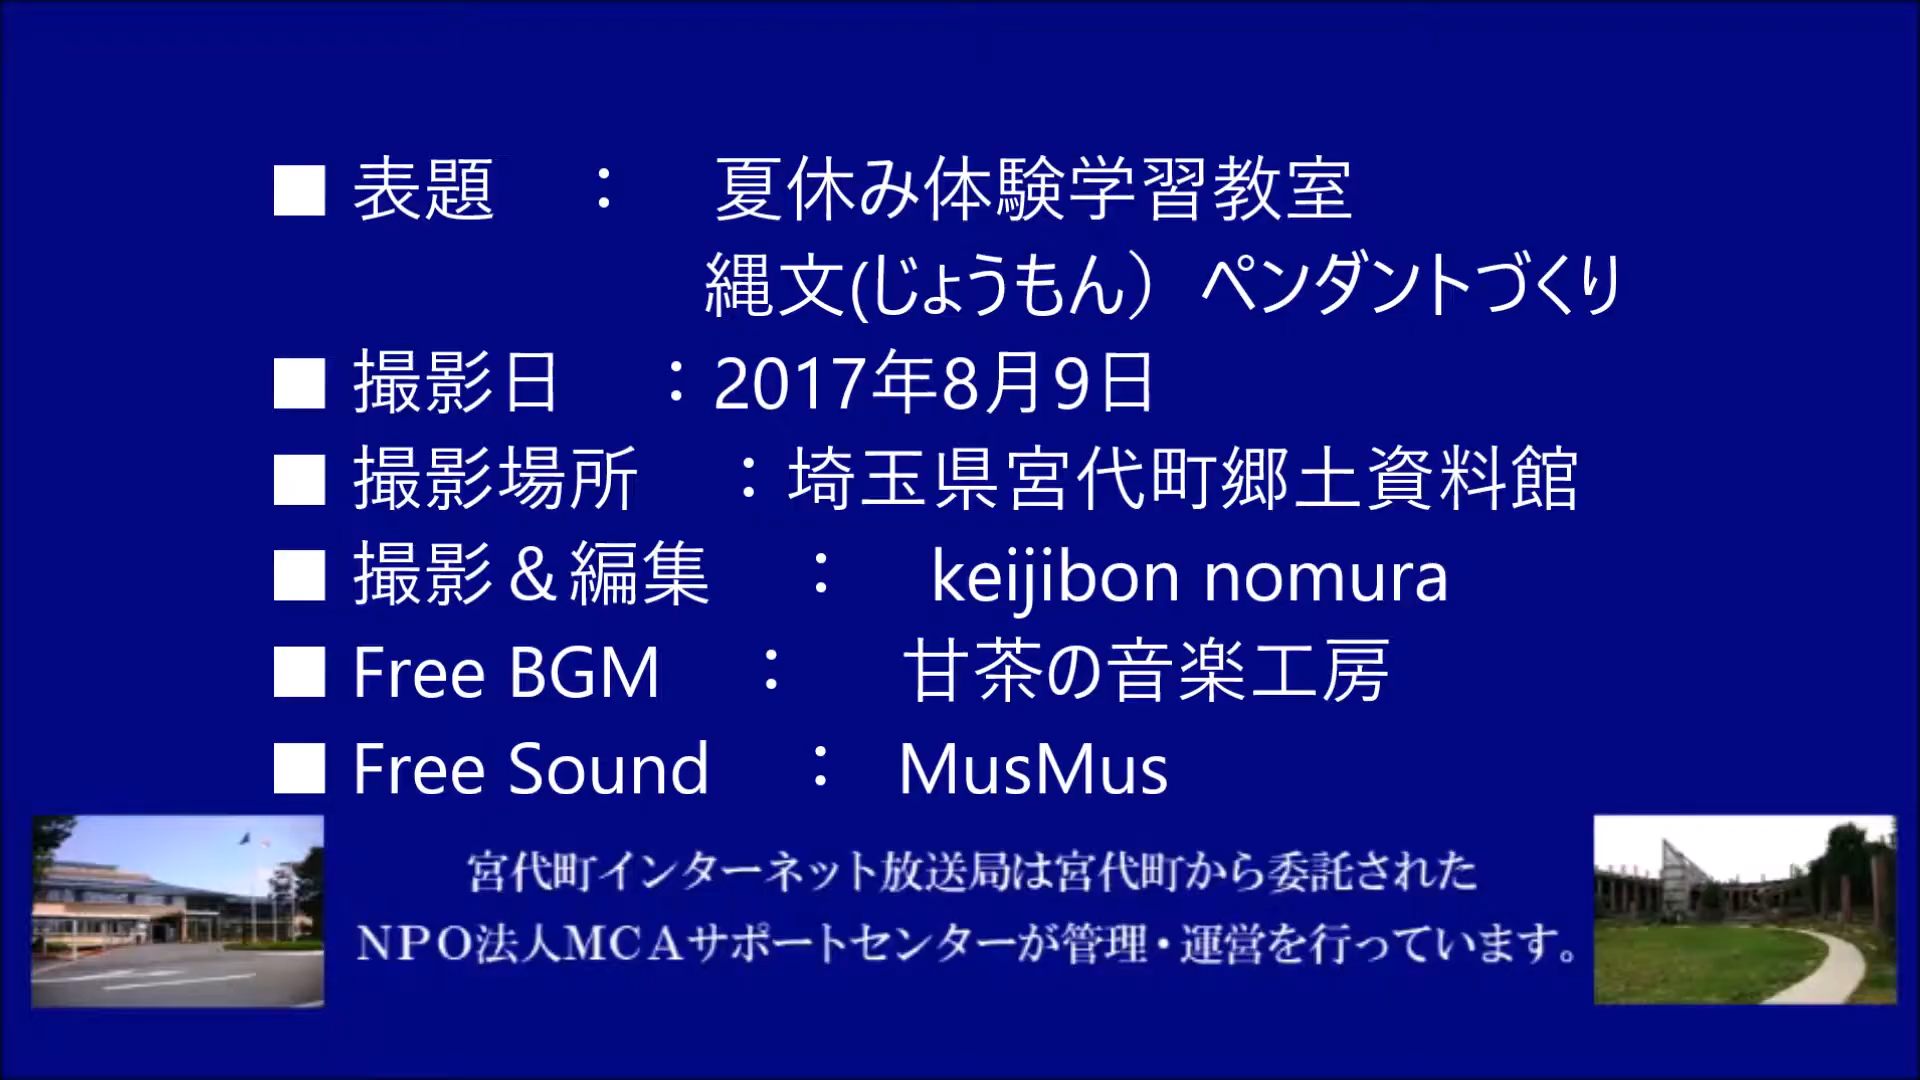 ■ 表題 ： 夏休み体験学習教室
縄文(じょうもん） ペンダントづくり
■ 撮影日 ：2017年8月9日
■ 撮影場所 ：埼玉県宮代町郷土資料館
■ 撮影＆編集 ： keijibon nomura
■ Free BGM ： 甘茶の音楽工房
■ Free Sound ： MusMus
宮代町インターネット放送局は宮代町から委託された
ＮＰＯ法人ＭＣＡサポートセンターが管理・運営を行っています。